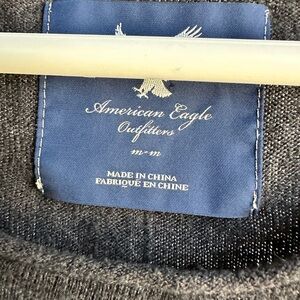 American Eagle
Outfitters
m-m
MADE IN CHINA
FABRIQUÉ EN CHINE